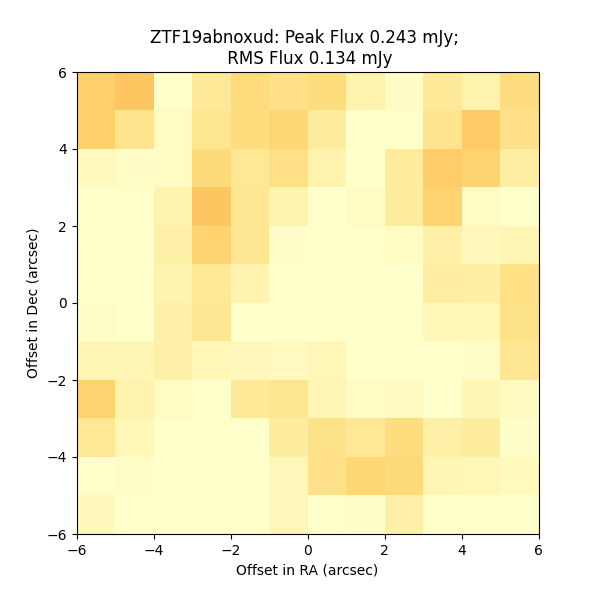 ZTF19abnoxud: Peak Flux 0.243 mJy;
RMS Flux 0.134 mJy
6
4
2
0
−2
−4
−6
Offset in Dec (arcsec)
−6 −4 −2 0 2 4 6
Offset in RA (arcsec)